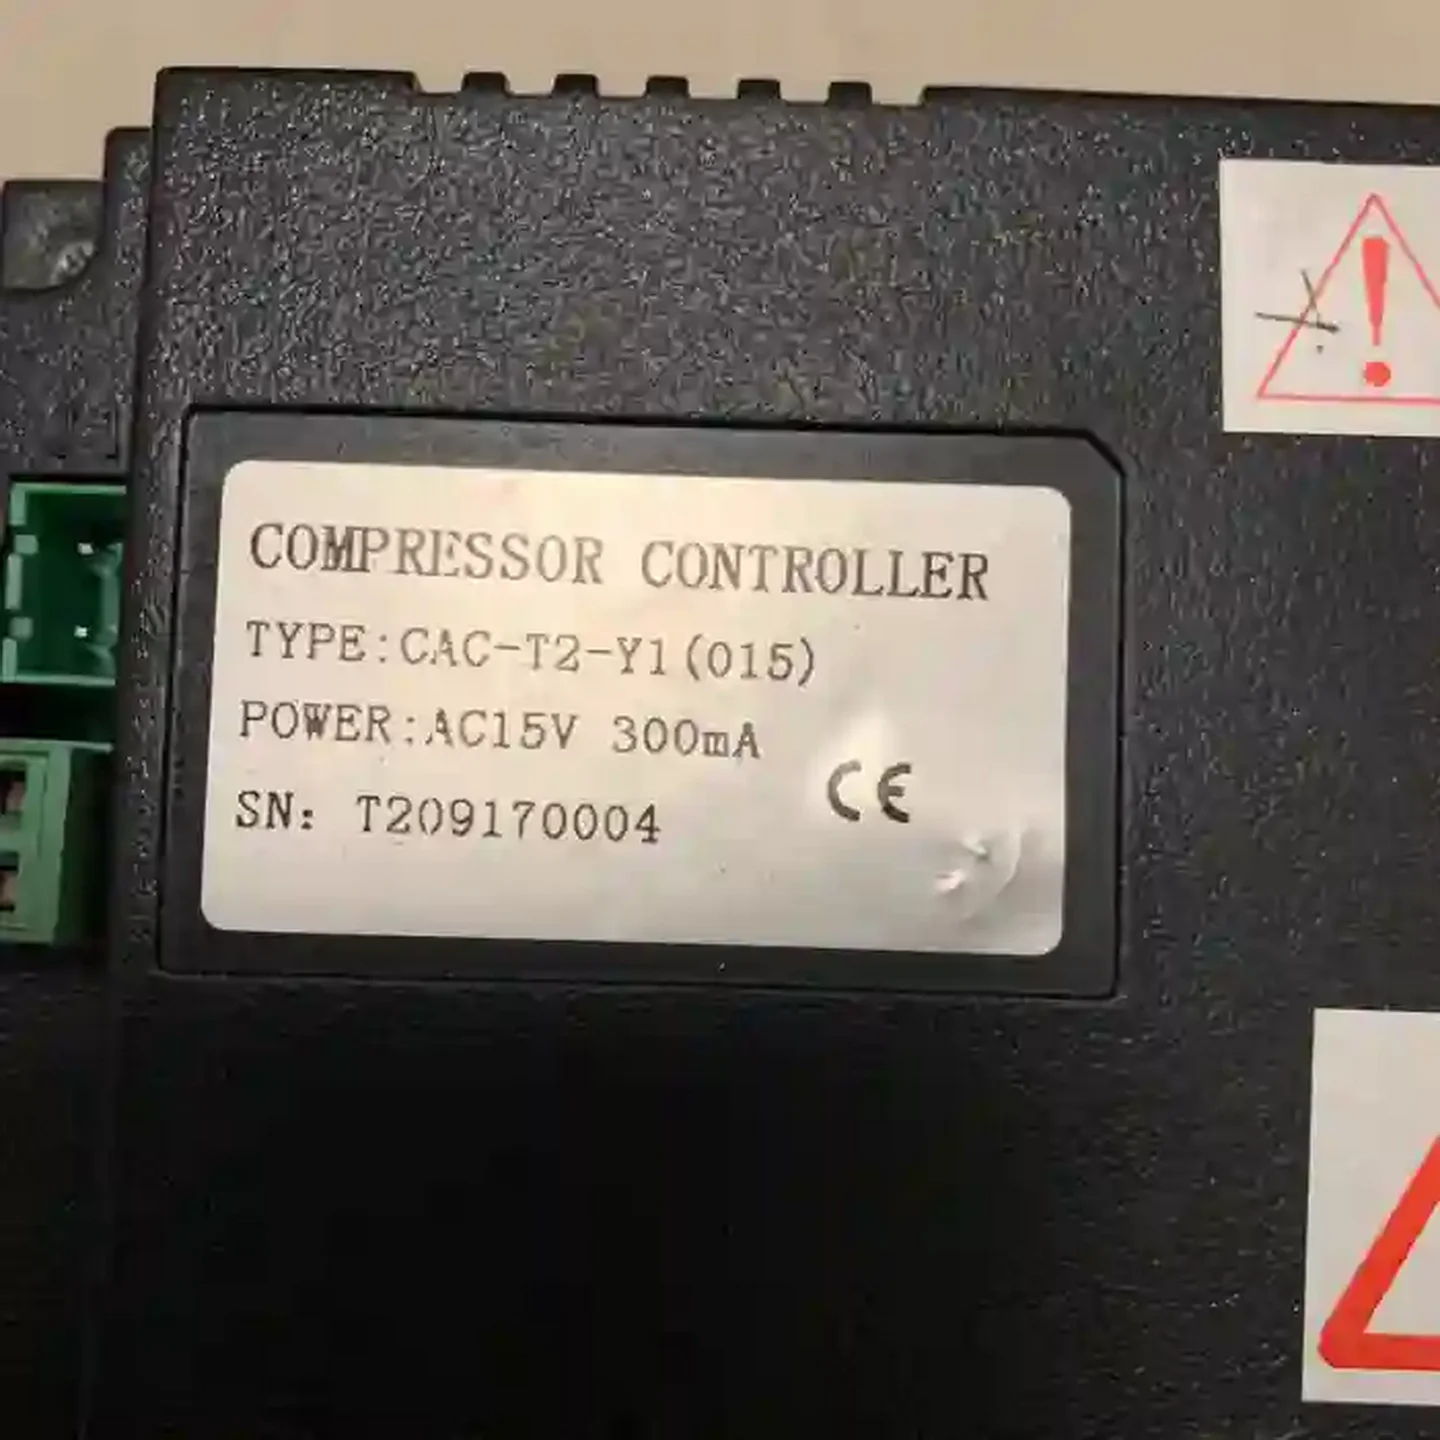 COMPRESSOR CONTROLLER
TYPE:CAC-T2-Y1(015)
POWER:AC15V 300mA
CE
SN: T209170004